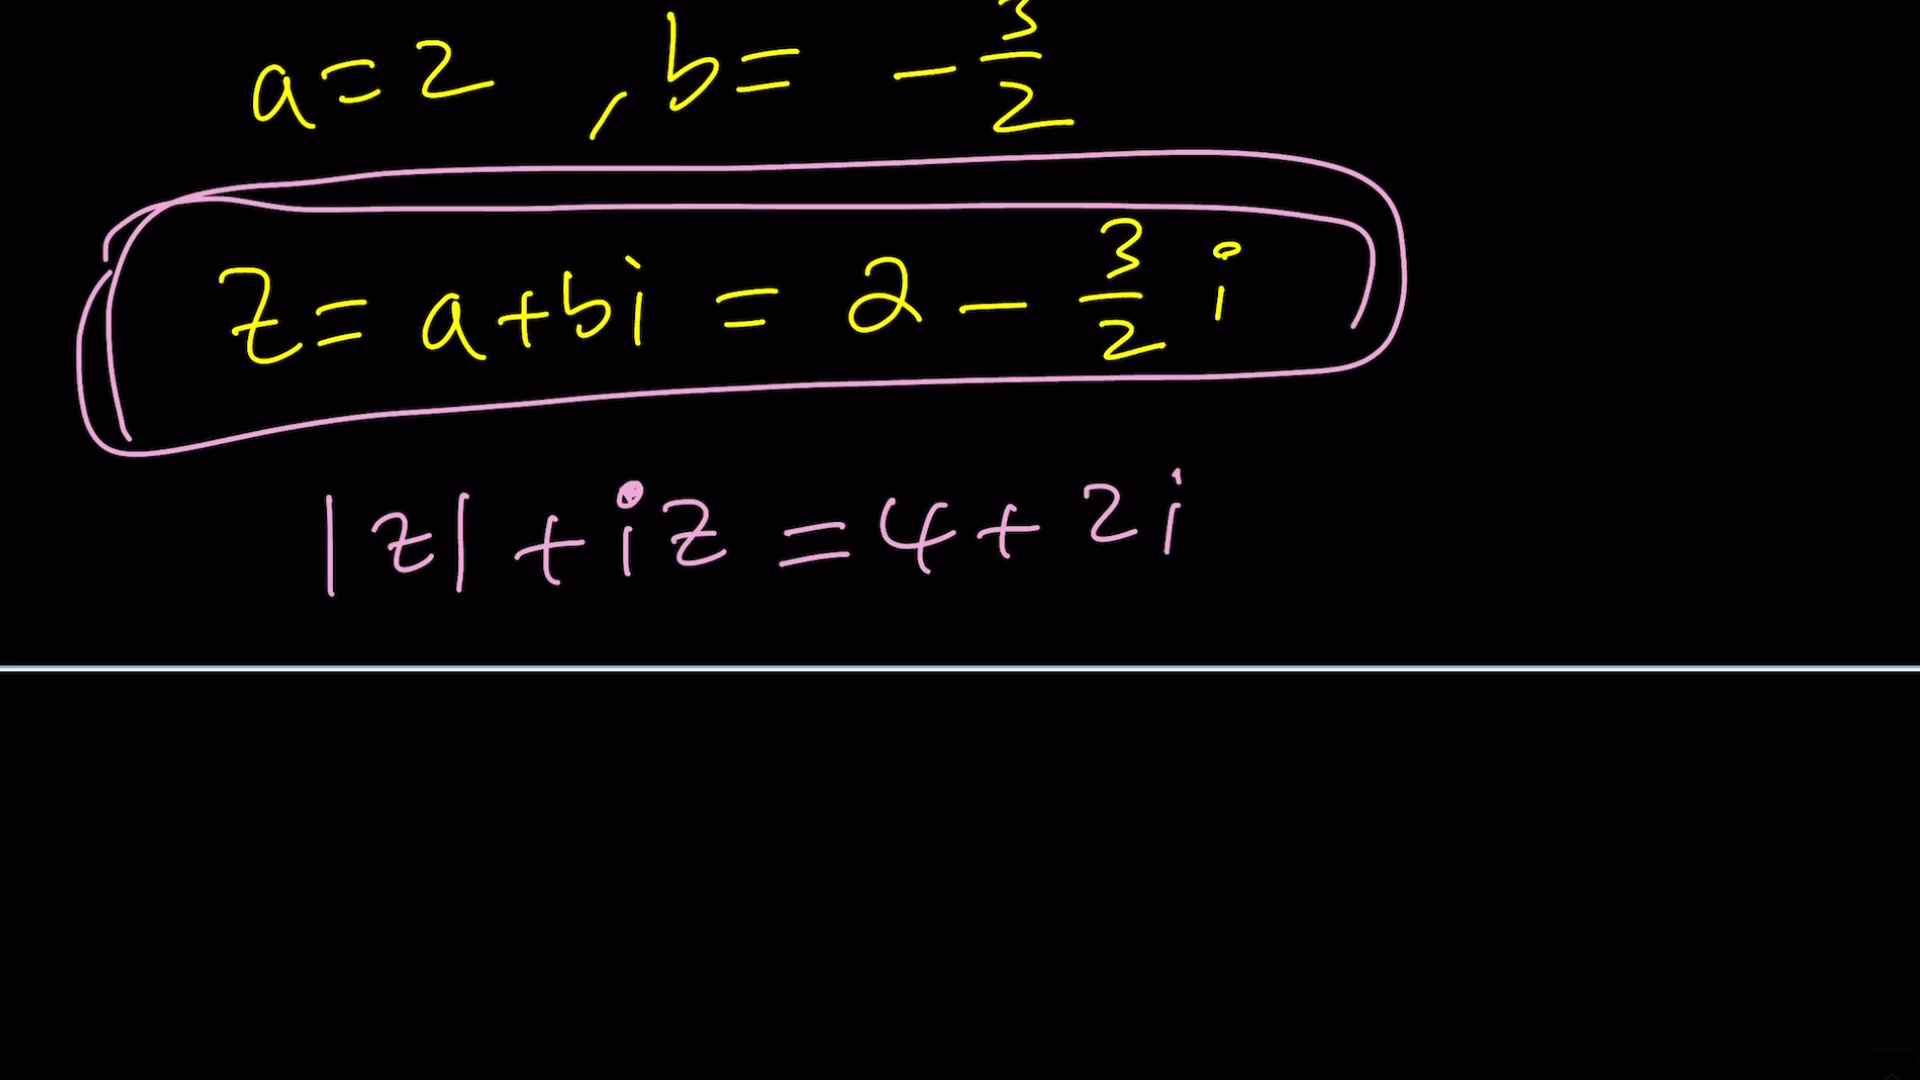 a = 2 , b = - 3/2
z = a + bi = 2 - 3/2 i
|z| + iz = 4 + 2i